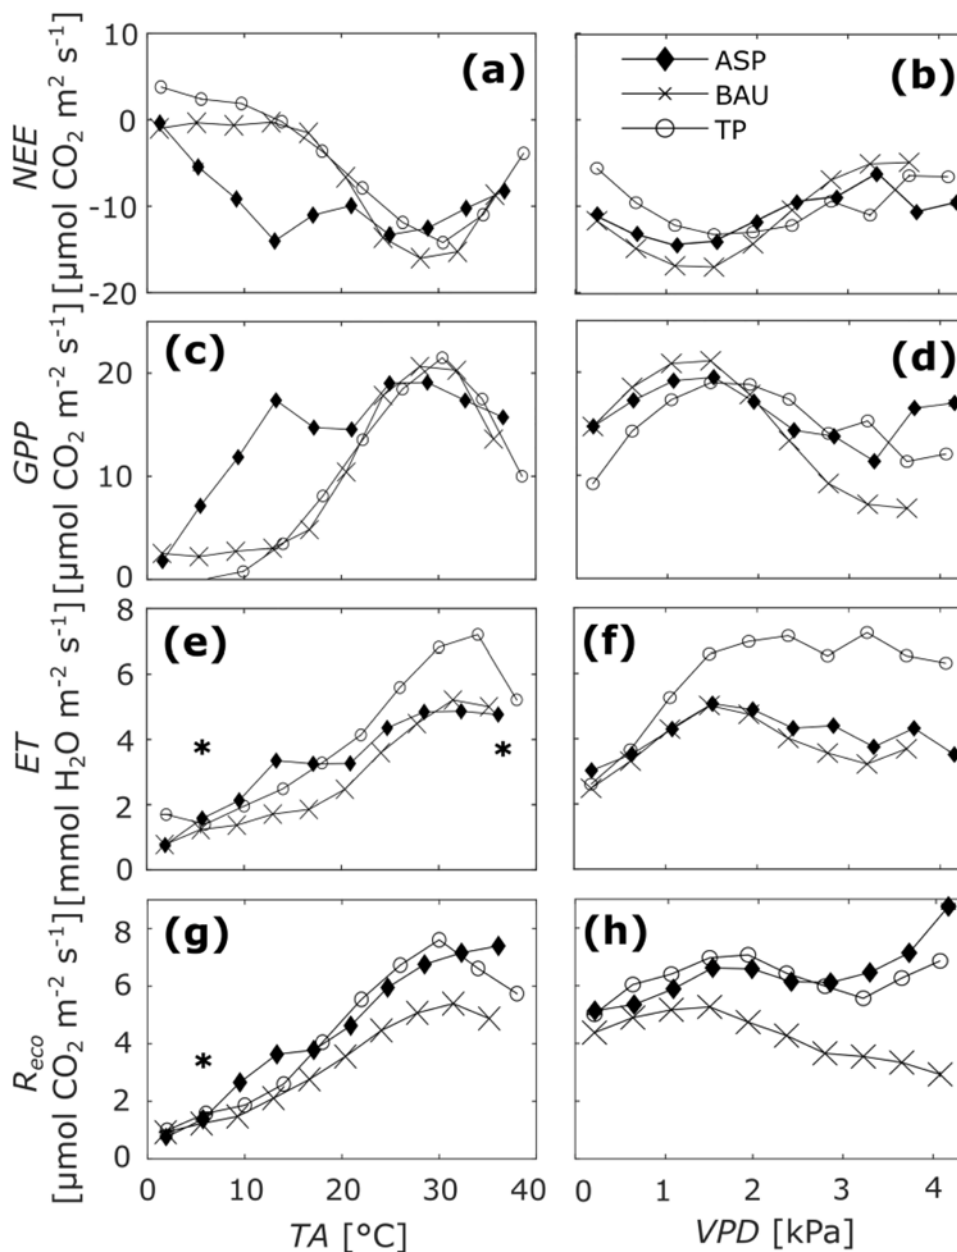 10
0
-10
-20
NEE
[µmol CO2 m2 s-1]
(a)
(b)
ASP
BAU
TP
20
10
0
GPP
[µmol CO2 m-2 s-1]
(c)
(d)
8
6
4
2
0
ET
[mmol H2O m-2 s-1]
(e)
*
*
(f)
8
6
4
2
0
Reco
[µmol CO2 m-2 s-1]
(g)
*
(h)
0 10 20 30 40
0 1 2 3 4
TA [°C]
VPD [kPa]